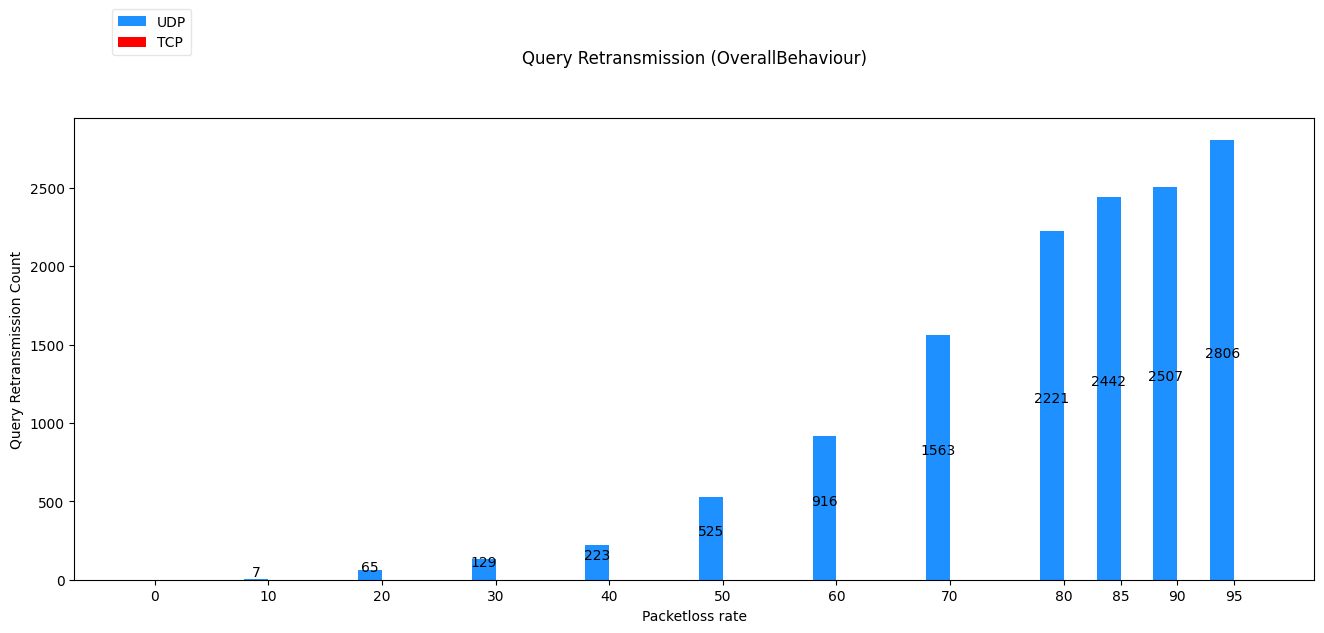 UDP
TCP
Query Retransmission (OverallBehaviour)
Query Retransmission Count
2500
2000
1500
1000
500
0
7
65
129
223
525
916
1563
2221
2442
2507
2806
0 10 20 30 40 50 60 70 80 85 90 95
Packetloss rate